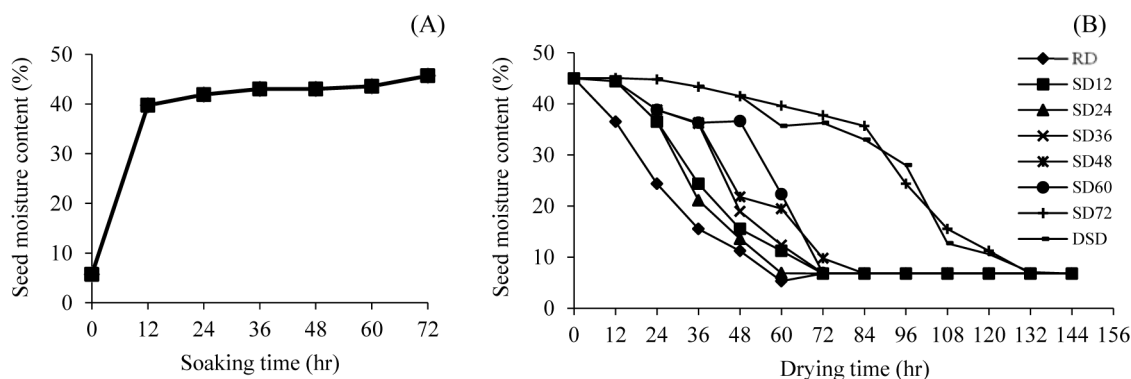 (A)
50
40
30
20
10
0
Seed moisture content (%)
0 12 24 36 48 60 72
Soaking time (hr)
(B)
50
40
30
20
10
0
Seed moisture content (%)
0 12 24 36 48 60 72 84 96 108 120 132 144 156
Drying time (hr)
RD
SD12
SD24
SD36
SD48
SD60
SD72
DSD